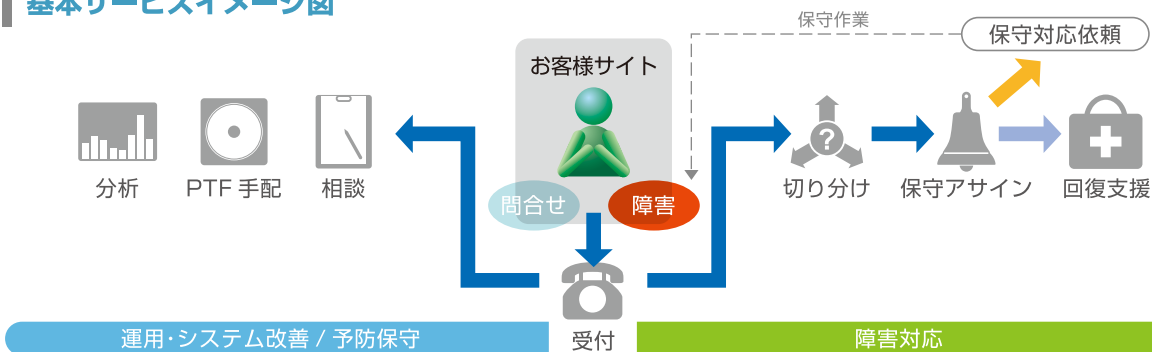 基本サービスイメージ図
保守作業
保守対応依頼
お客様サイト
?
分析
PTF 手配
相談
切り分け
保守アサイン
回復支援
問合せ
障害
運用・システム改善 / 予防保守
受付
障害対応